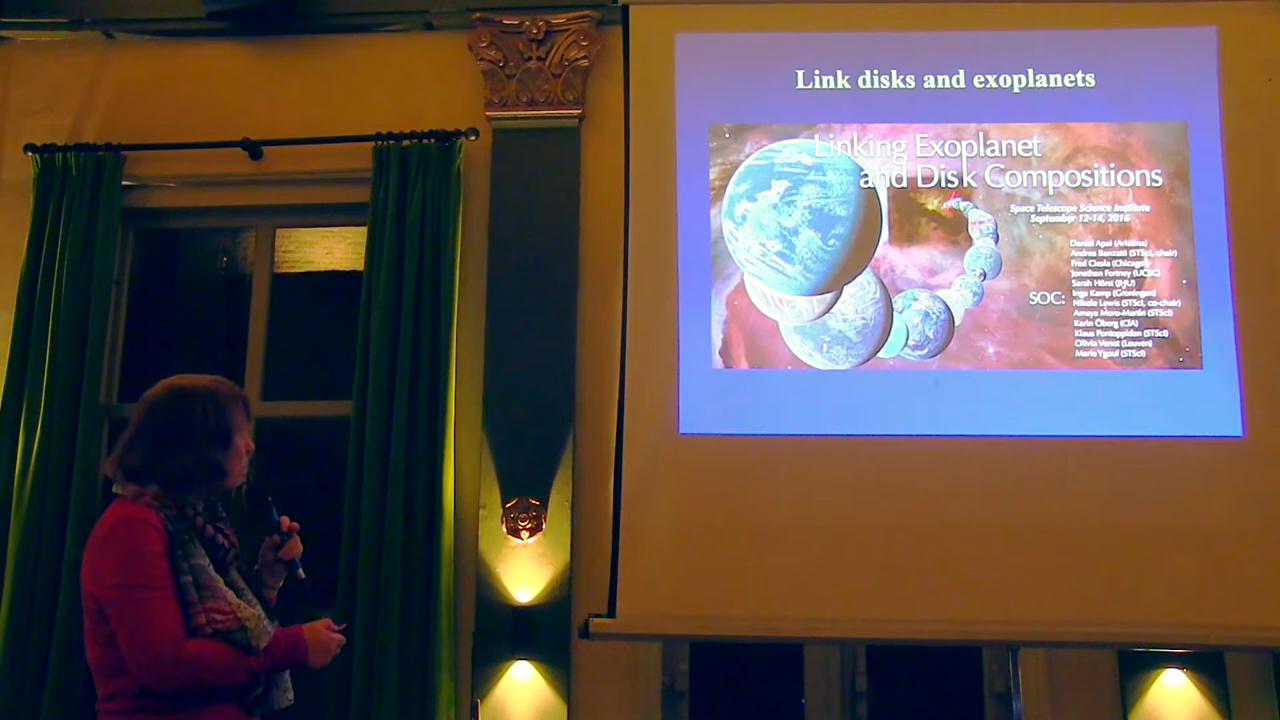 Link disks and exoplanets
Linking Exoplanet
and Disk Compositions
Space Telescope Science Institute
September 12-14, 2016
SOC:
Daniel Apai (Arizona)
Andrea Banzatti (STScI, chair)
Fred Ciesla (Chicago)
Jonathan Fortney (UCSC)
Sarah Hörst (JHU)
Inga Kamp (Groningen)
Nikole Lewis (STScI, co-chair)
Amaya Moro-Martin (STScI)
Karin Öberg (CfA)
Klaus Pontoppidan (STScI)
Olivia Venot (Leuven)
Marie Ygouf (STScI)